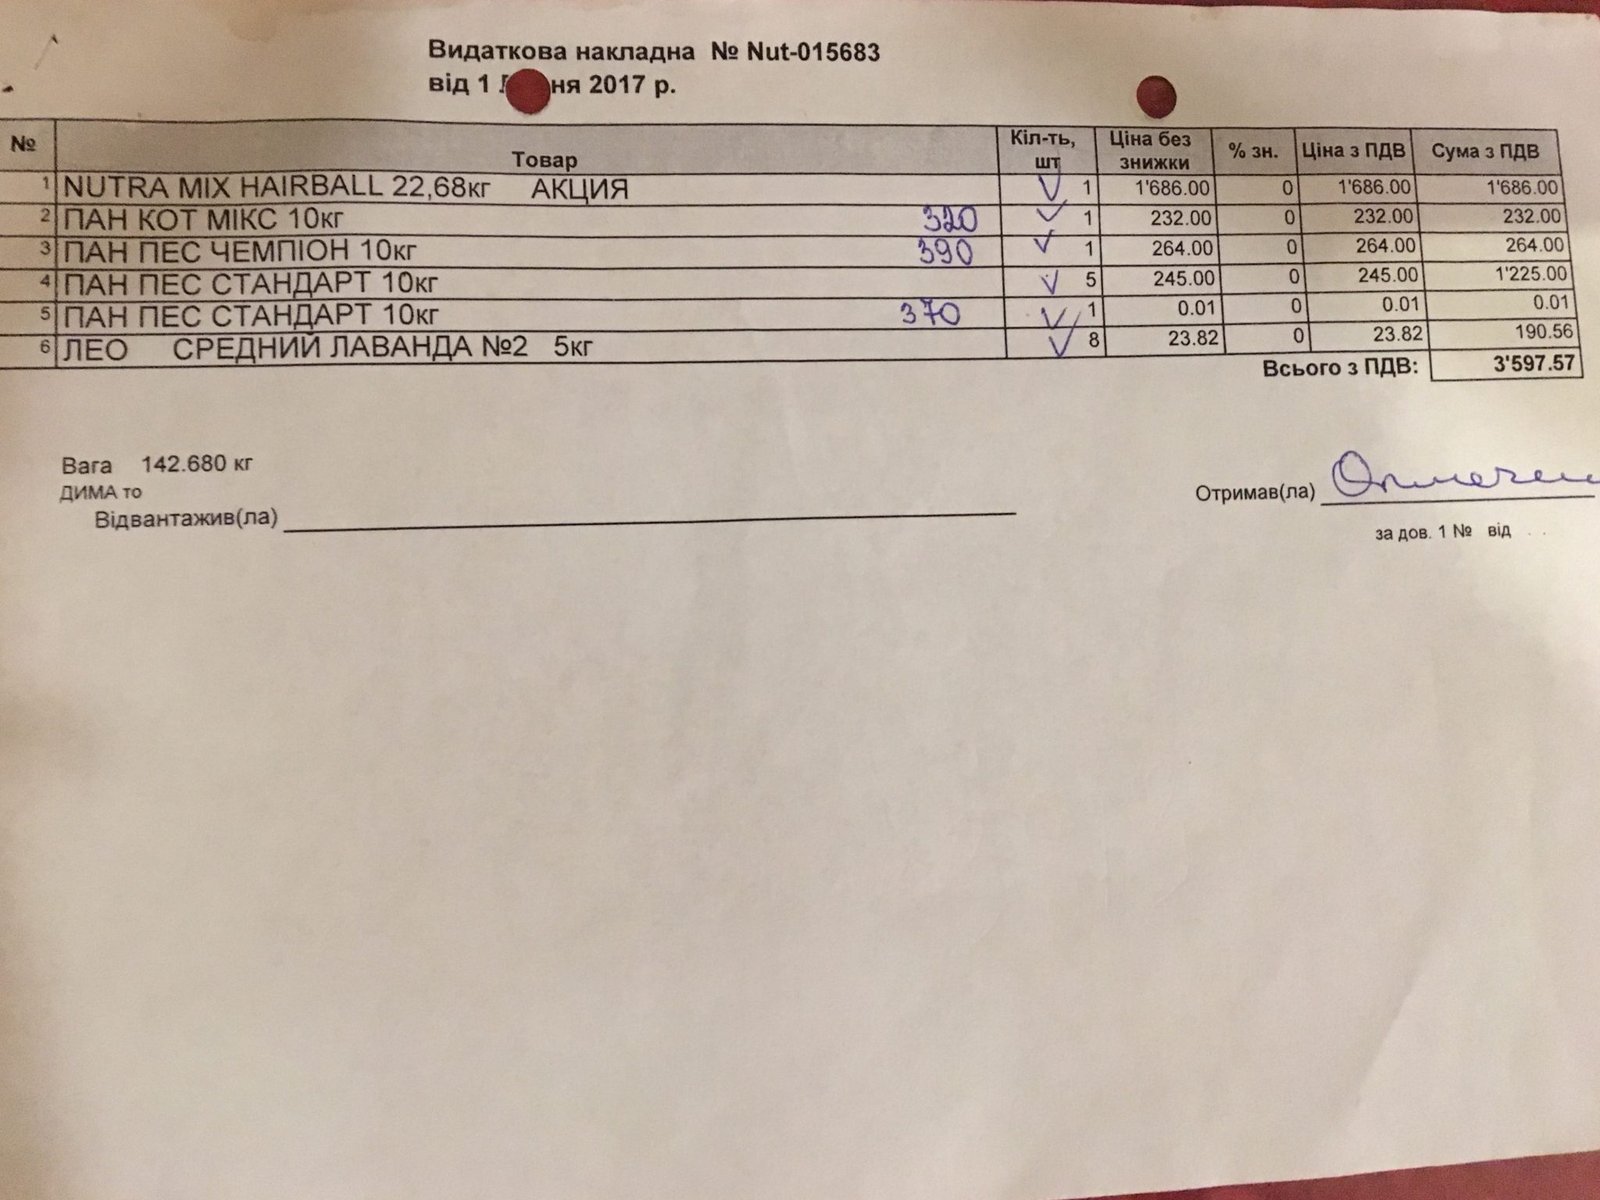 Видаткова накладна № Nut-015683
від 1 2017 р.
№ Товар Кіл-ть, шт Ціна без знижки % зн. Ціна з ПДВ Сума з ПДВ
1 NUTRA MIX HAIRBALL 22,68кг АКЦИЯ 1 1'686.00 0 1'686.00 1'686.00
2 ПАН КОТ МІКС 10кг 320 1 232.00 0 232.00 232.00
3 ПАН ПЕС ЧЕМПІОН 10кг 390 1 264.00 0 264.00 264.00
4 ПАН ПЕС СТАНДАРТ 10кг 5 245.00 0 245.00 1'225.00
5 ПАН ПЕС СТАНДАРТ 10кг 370 1 0.01 0 0.01 0.01
6 ЛЕО СРЕДНИЙ ЛАВАНДА №2 5кг 8 23.82 0 23.82 190.56
Всього з ПДВ: 3'597.57
Вага 142.680 кг
ДИМА то
Відвантажив(ла)
Отримав(ла)
за дов. 1 № від . .